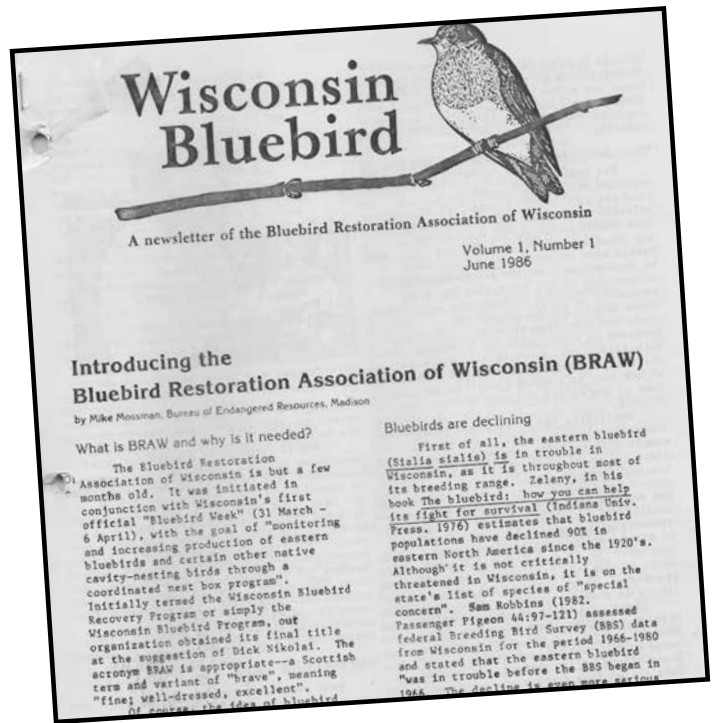 Wisconsin
Bluebird
A newsletter of the Bluebird Restoration Association of Wisconsin
Volume 1, Number 1
June 1986
Introducing the
Bluebird Restoration Association of Wisconsin (BRAW)
by Mike Mossman, Bureau of Endangered Resources, Madison
What is BRAW and why is it needed?
The Bluebird Restoration
Association of Wisconsin is but a few
months old. It was initiated in
conjunction with Wisconsin's first
official "Bluebird Week" (31 March -
6 April), with the goal of "monitoring
and increasing production of eastern
bluebirds and certain other native
cavity-nesting birds through a
coordinated nest box program".
Initially termed the Wisconsin Bluebird
Recovery Program or simply the
Wisconsin Bluebird Program, our
organization obtained its final title
at the suggestion of Dick Nikolai. The
acronym BRAW is appropriate--a Scottish
term and variant of "brave", meaning
"fine; well-dressed, excellent".
Of course, the idea of bluebird
Bluebirds are declining
First of all, the eastern bluebird
(Sialia sialis) is in trouble in
Wisconsin, as it is throughout most of
its breeding range. Zeleny, in his
book The bluebird: how you can help
its fight for survival (Indiana Univ.
Press. 1976) estimates that bluebird
populations have declined 90% in
eastern North America since the 1920's.
Although it is not critically
threatened in Wisconsin, it is on the
state's list of species of "special
concern". Sam Robbins (1982.
Passenger Pigeon 44:97-121) assessed
federal Breeding Bird Survey (BBS) data
from Wisconsin for the period 1966-1980
and stated that the eastern bluebird
"was in trouble before the BBS began in
1966. The decline is even more serious